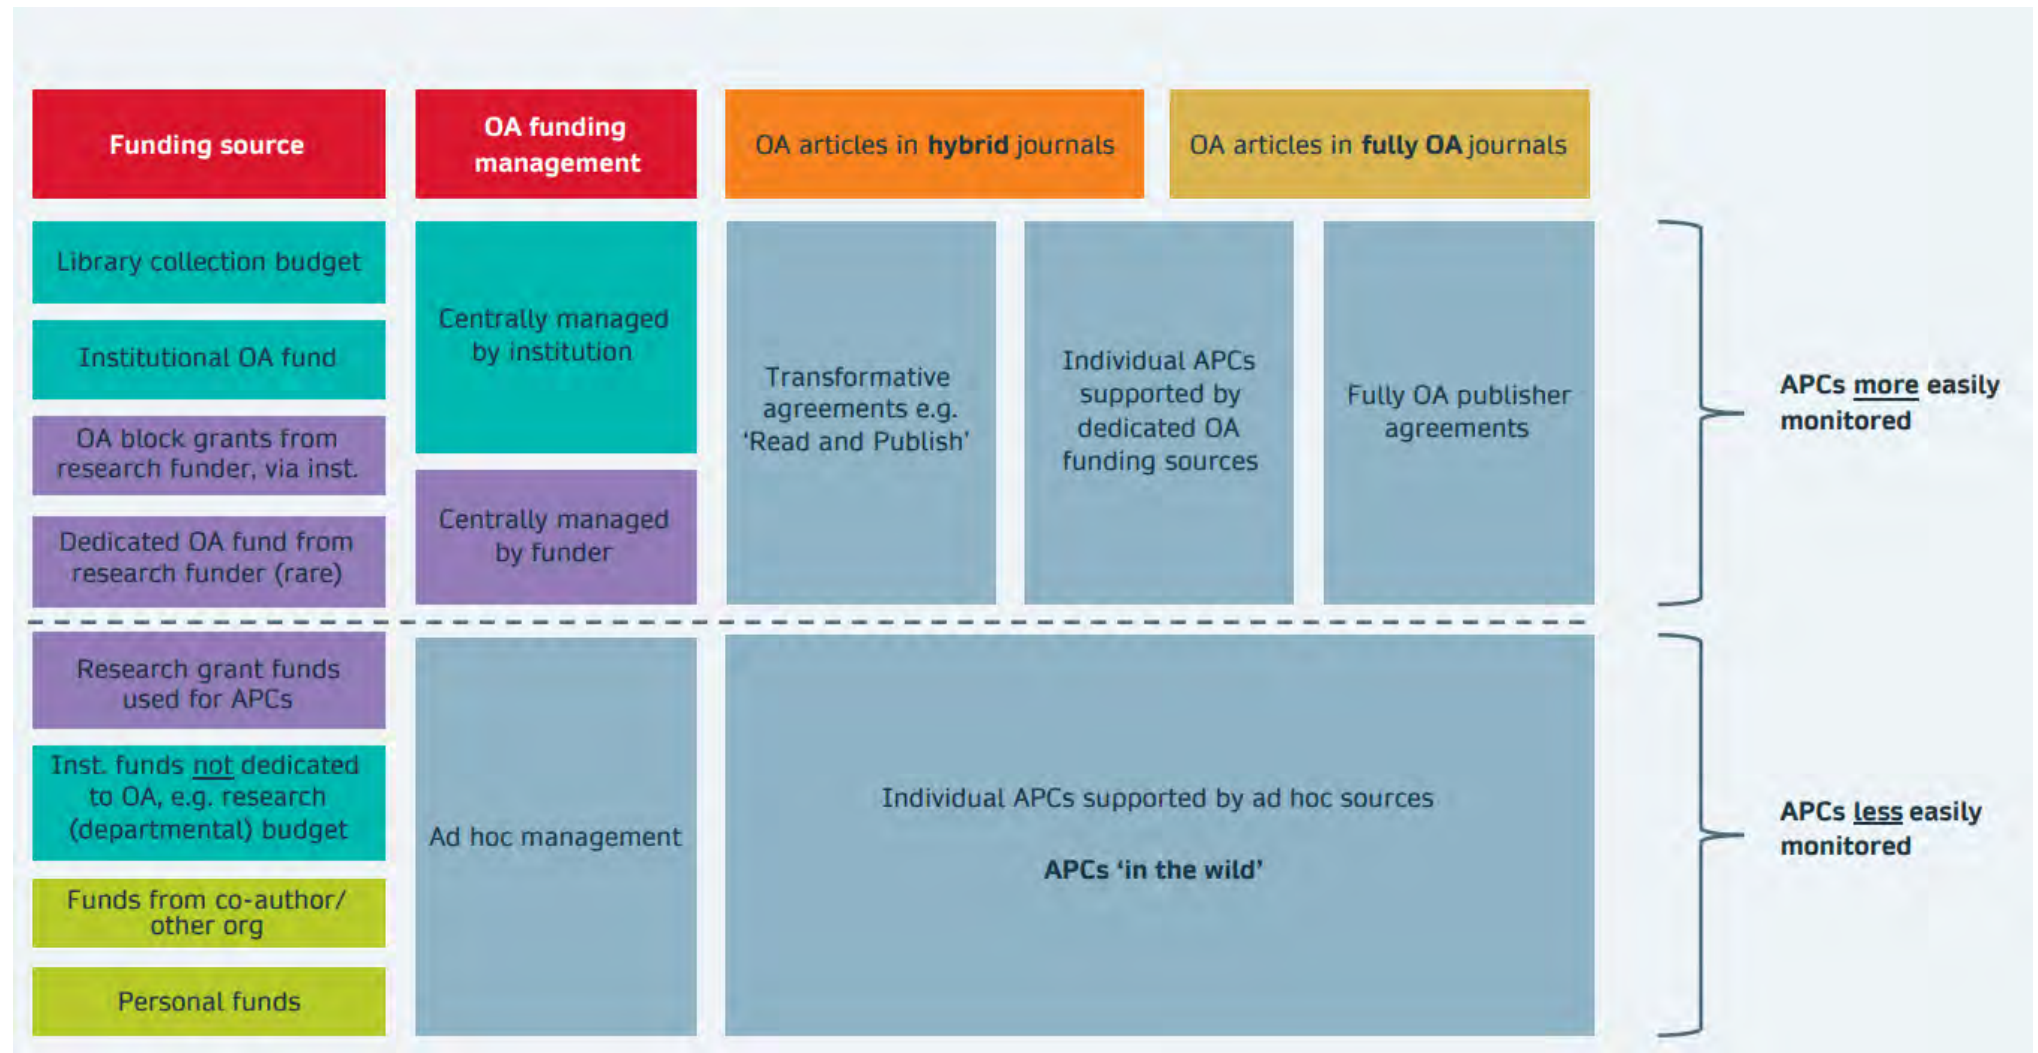 Funding source
OA funding
management
OA articles in hybrid journals
OA articles in fully OA journals
Library collection budget
Institutional OA fund
OA block grants from
research funder, via inst.
Dedicated OA fund from
research funder (rare)
Centrally managed
by institution
Centrally managed
by funder
Transformative
agreements e.g.
‘Read and Publish’
Individual APCs
supported by
dedicated OA
funding sources
Fully OA publisher
agreements
APCs more easily
monitored
Research grant funds
used for APCs
Inst. funds not dedicated
to OA, e.g. research
(departmental) budget
Funds from co-author/
other org
Personal funds
Ad hoc management
Individual APCs supported by ad hoc sources
APCs ‘in the wild’
APCs less easily
monitored